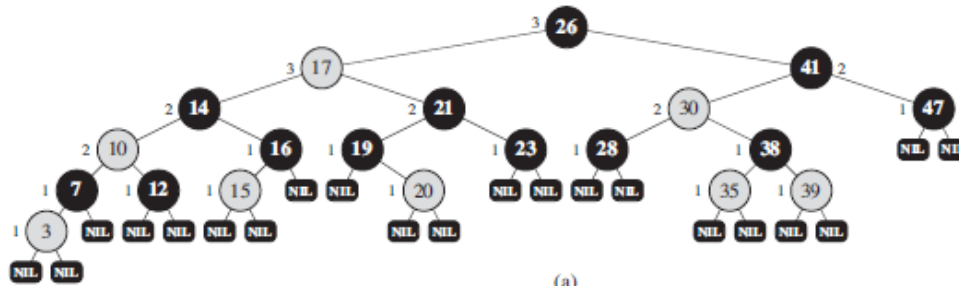 3 26
3 17 41 2
2 14 2 21 2 30 1 47
2 10 1 16 1 19 1 23 1 28 1 38 NIL NIL
1 7 1 12 1 15 NIL NIL 1 20 NIL NIL NIL NIL 1 35 1 39
1 3 NIL NIL NIL NIL NIL NIL NIL NIL NIL NIL NIL
NIL NIL
(a)